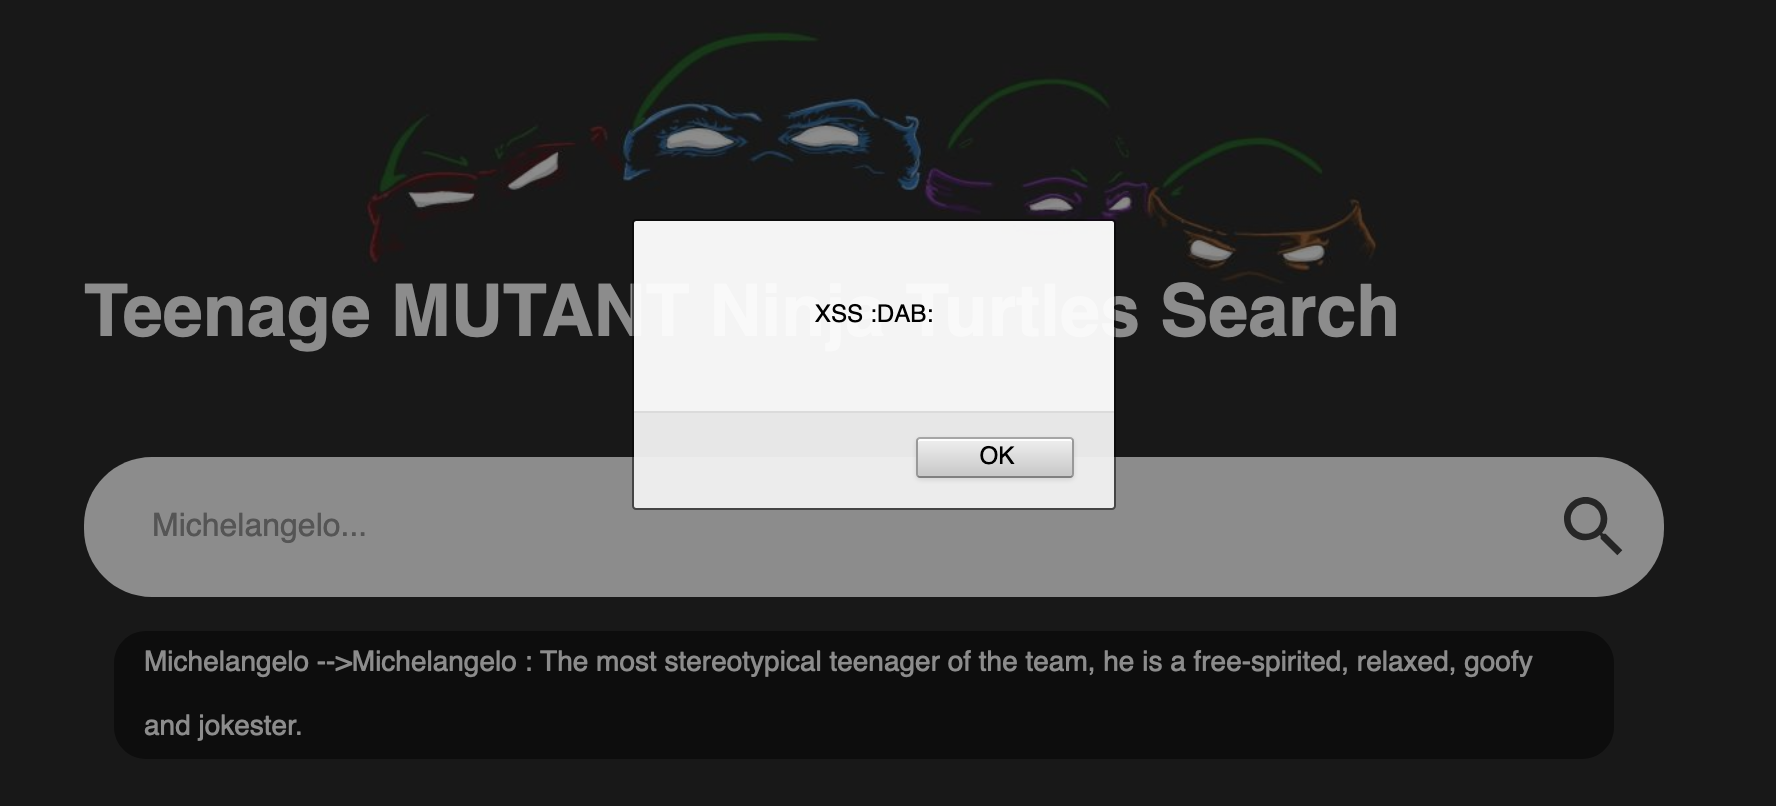 Teenage MUTANT Ninja Turtles Search
XSS :DAB:
OK
Michelangelo...
Michelangelo -->Michelangelo : The most stereotypical teenager of the team, he is a free-spirited, relaxed, goofy
and jokester.